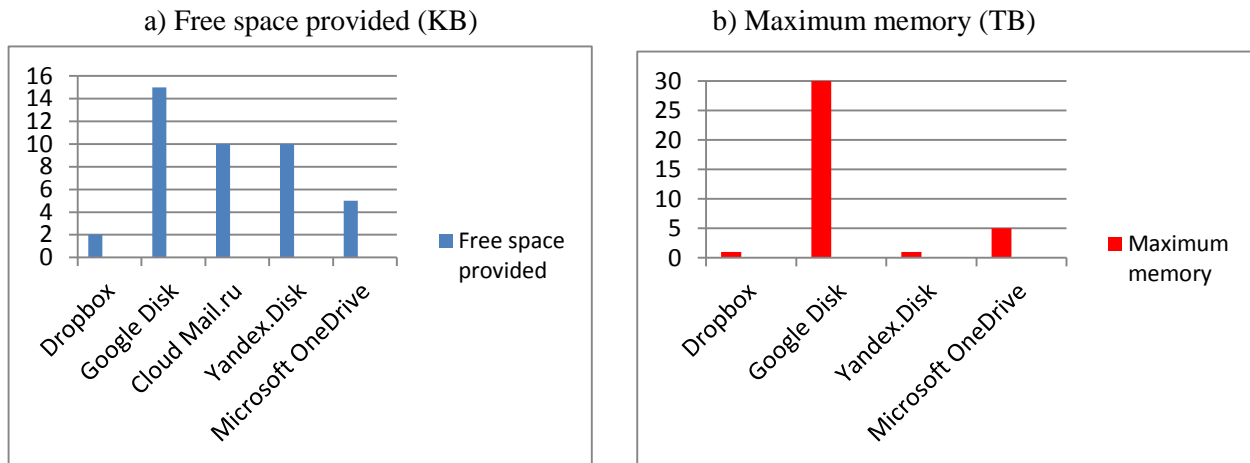 a) Free space provided (KB)
16
14
12
10
8
6
4
2
0
Dropbox
Google Disk
Cloud Mail.ru
Yandex.Disk
Microsoft OneDrive
Free space
provided
b) Maximum memory (TB)
30
25
20
15
10
5
0
Dropbox
Google Disk
Yandex.Disk
Microsoft OneDrive
Maximum
memory